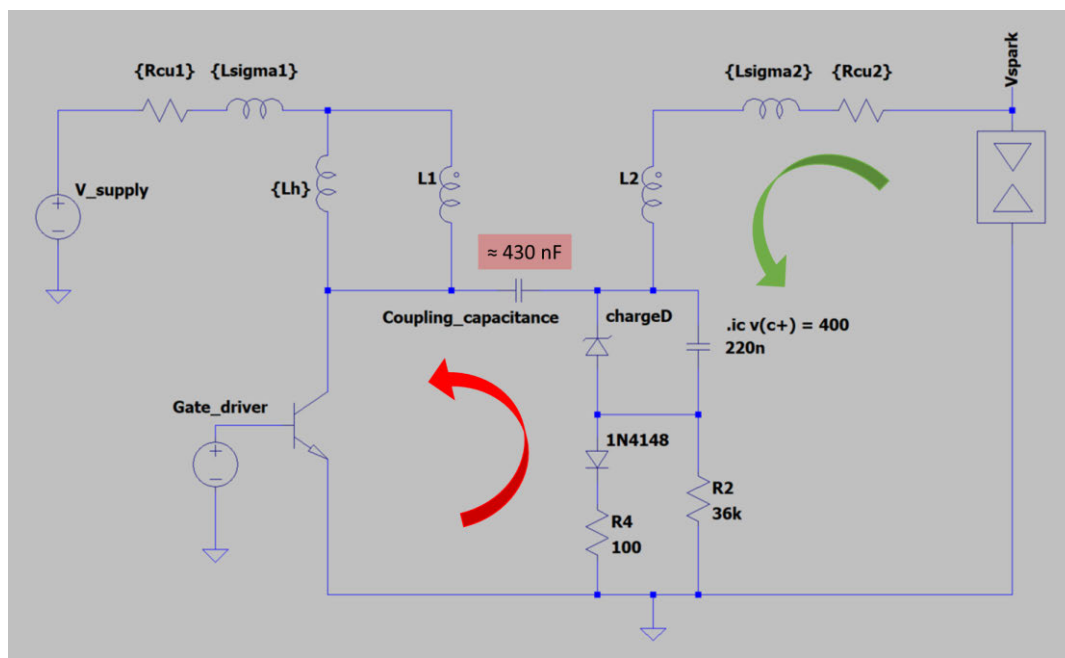 {Rcu1} {Lsigma1}
{Lsigma2} {Rcu2}
Vspark
V_supply
+
-
{Lh}
L1
L2
≈ 430 nF
Coupling_capacitance
chargeD
.ic v(c+) = 400
220n
Gate_driver
+
-
1N4148
R4
100
R2
36k